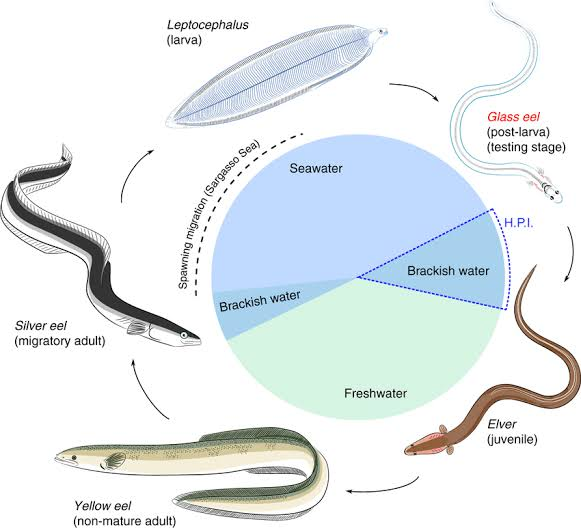 Leptocephalus
(larva)
Glass eel
(post-larva)
(testing stage)
Spawning migration (Sargasso Sea)
Seawater
H.P.I.
Brackish water
Brackish water
Silver eel
(migratory adult)
Freshwater
Elver
(juvenile)
Yellow eel
(non-mature adult)